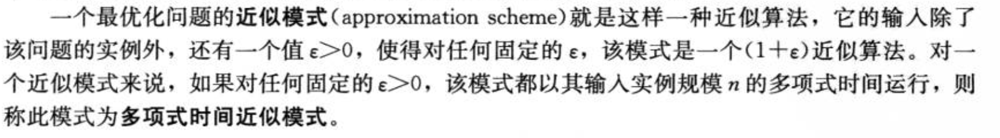 一个最优化问题的近似模式(approximation scheme)就是这样一种近似算法，它的输入除了
该问题的实例外，还有一个值 ε>0，使得对任何固定的 ε，该模式是一个(1+ε)近似算法。对一
个近似模式来说，如果对任何固定的 ε>0，该模式都以其输入实例规模 n 的多项式时间运行，则
称此模式为多项式时间近似模式。